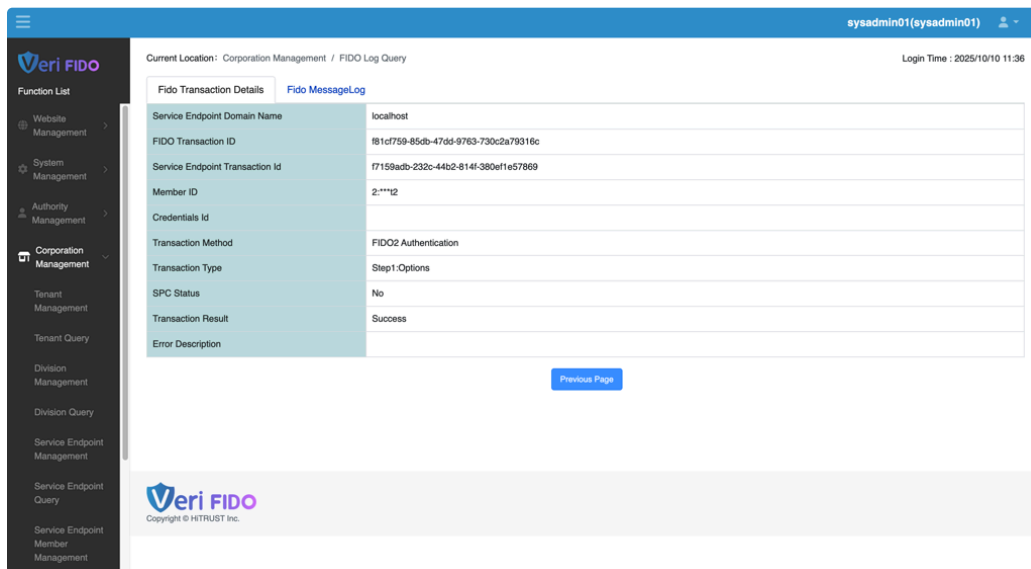 sysadmin01(sysadmin01)
Veri FIDO
Function List
Website
Management
System
Management
Authority
Management
Corporation
Management
Tenant
Management
Tenant Query
Division
Management
Division Query
Service Endpoint
Management
Service Endpoint
Query
Service Endpoint
Member
Management
Current Location: Corporation Management / FIDO Log Query
Login Time : 2025/10/10 11:36
Fido Transaction Details Fido MessageLog
Service Endpoint Domain Name localhost
FIDO Transaction ID f81cf759-85db-47dd-9763-730c2a79316c
Service Endpoint Transaction Id f7159adb-232c-44b2-814f-380ef1e57869
Member ID 2:***t2
Credentials Id
Transaction Method FIDO2 Authentication
Transaction Type Step1:Options
SPC Status No
Transaction Result Success
Error Description
Previous Page
Veri FIDO
Copyright © HiTRUST Inc.